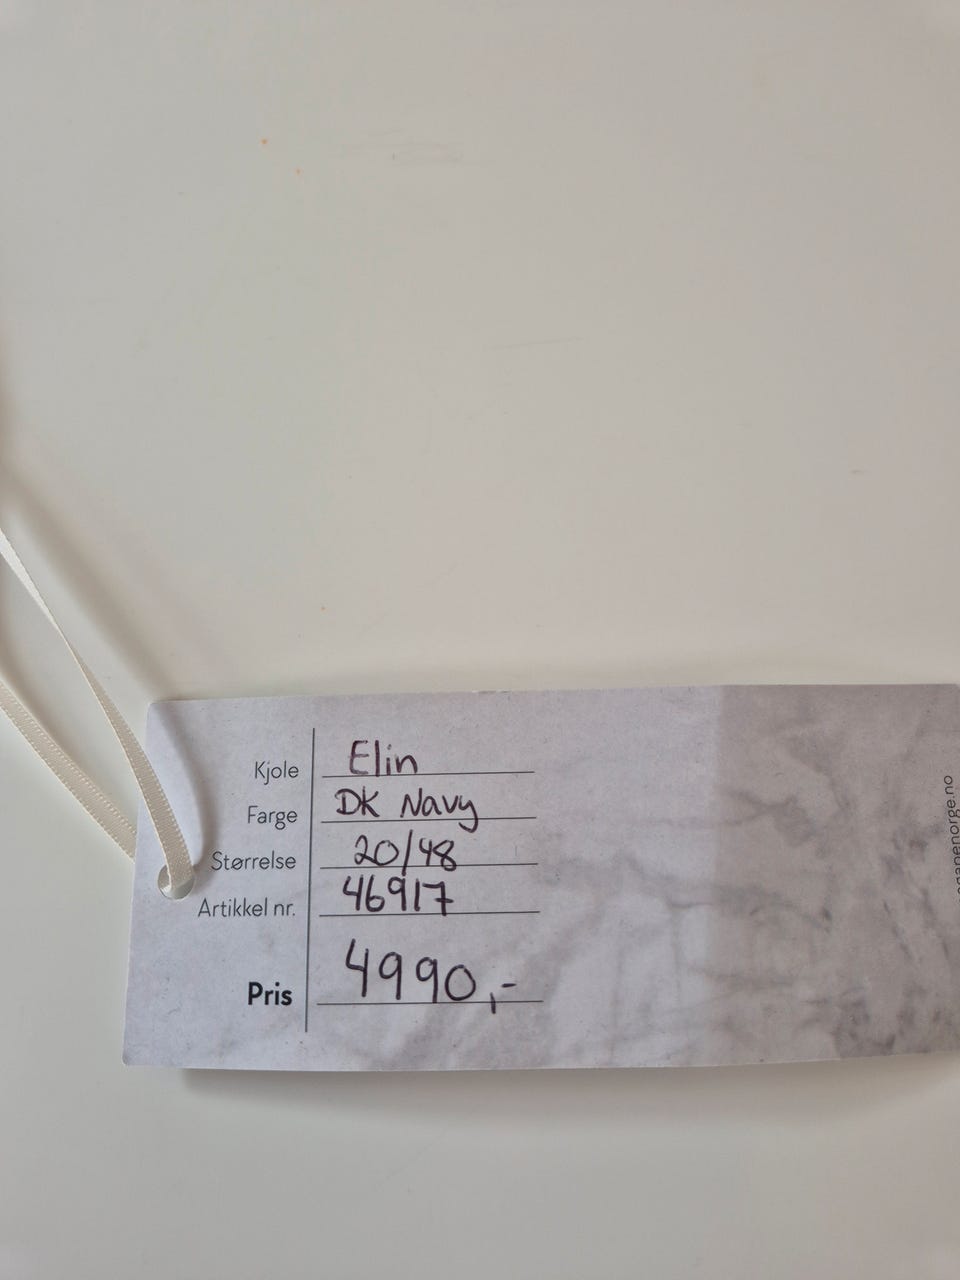 Kjole Elin
Farge DK Navy
Størrelse 20/48
Artikkel nr. 46917
Pris 4990,-